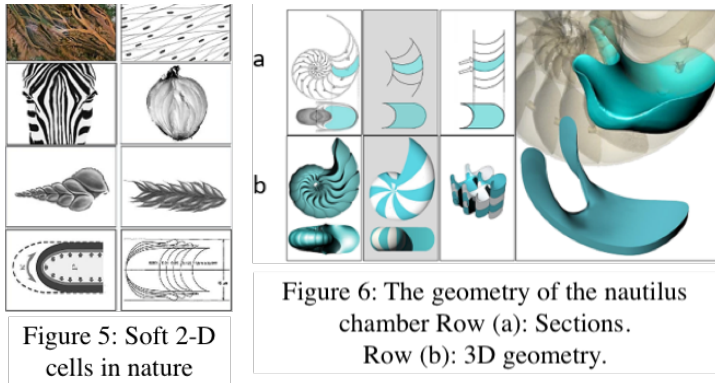 a
b
Figure 5: Soft 2-D
cells in nature
Figure 6: The geometry of the nautilus
chamber Row (a): Sections.
Row (b): 3D geometry.